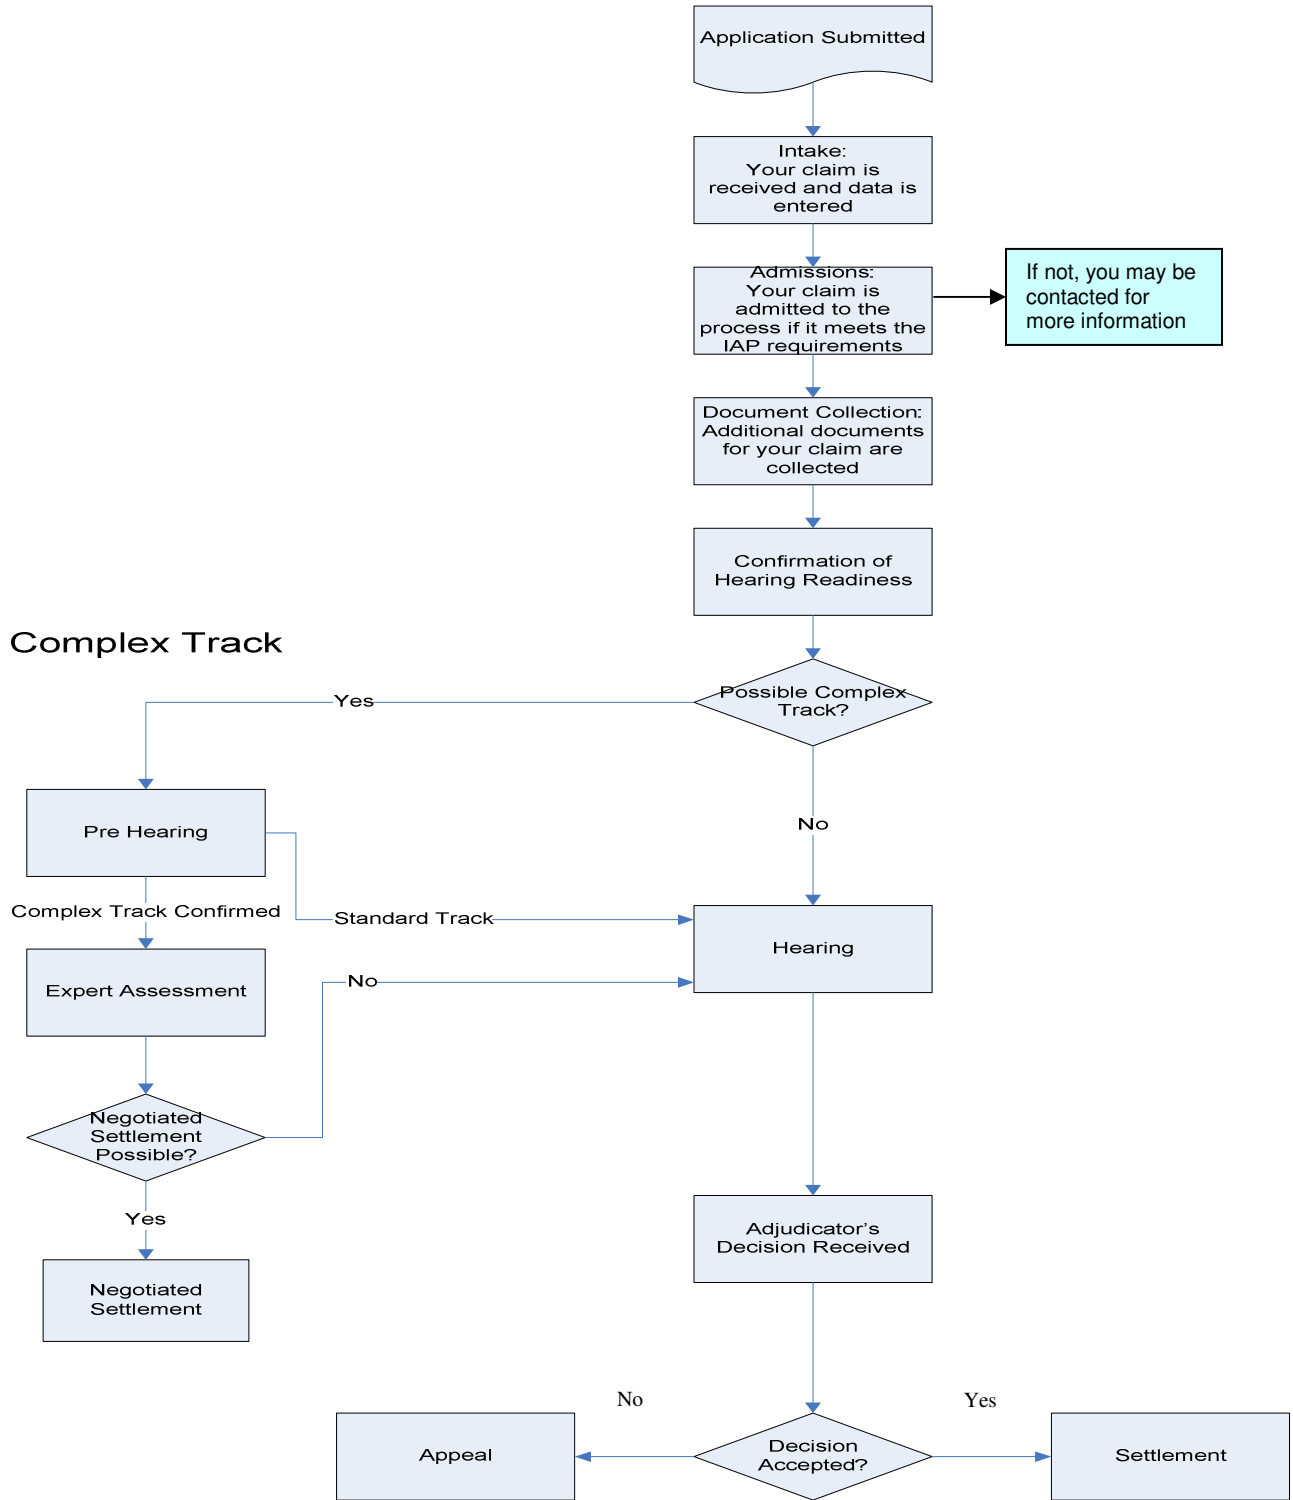 Application Submitted
Intake:
Your claim is
received and data is
entered
Admissions:
Your claim is
admitted to the
process if it meets the
IAP requirements
If not, you may be
contacted for
more information
Document Collection:
Additional documents
for your claim are
collected
Confirmation of
Hearing Readiness
Complex Track
Possible Complex
Track?
Yes
No
Pre Hearing
Complex Track Confirmed
Standard Track
Hearing
Expert Assessment
No
Negotiated
Settlement
Possible?
Yes
Negotiated
Settlement
Adjudicator’s
Decision Received
No
Yes
Appeal
Decision
Accepted?
Settlement